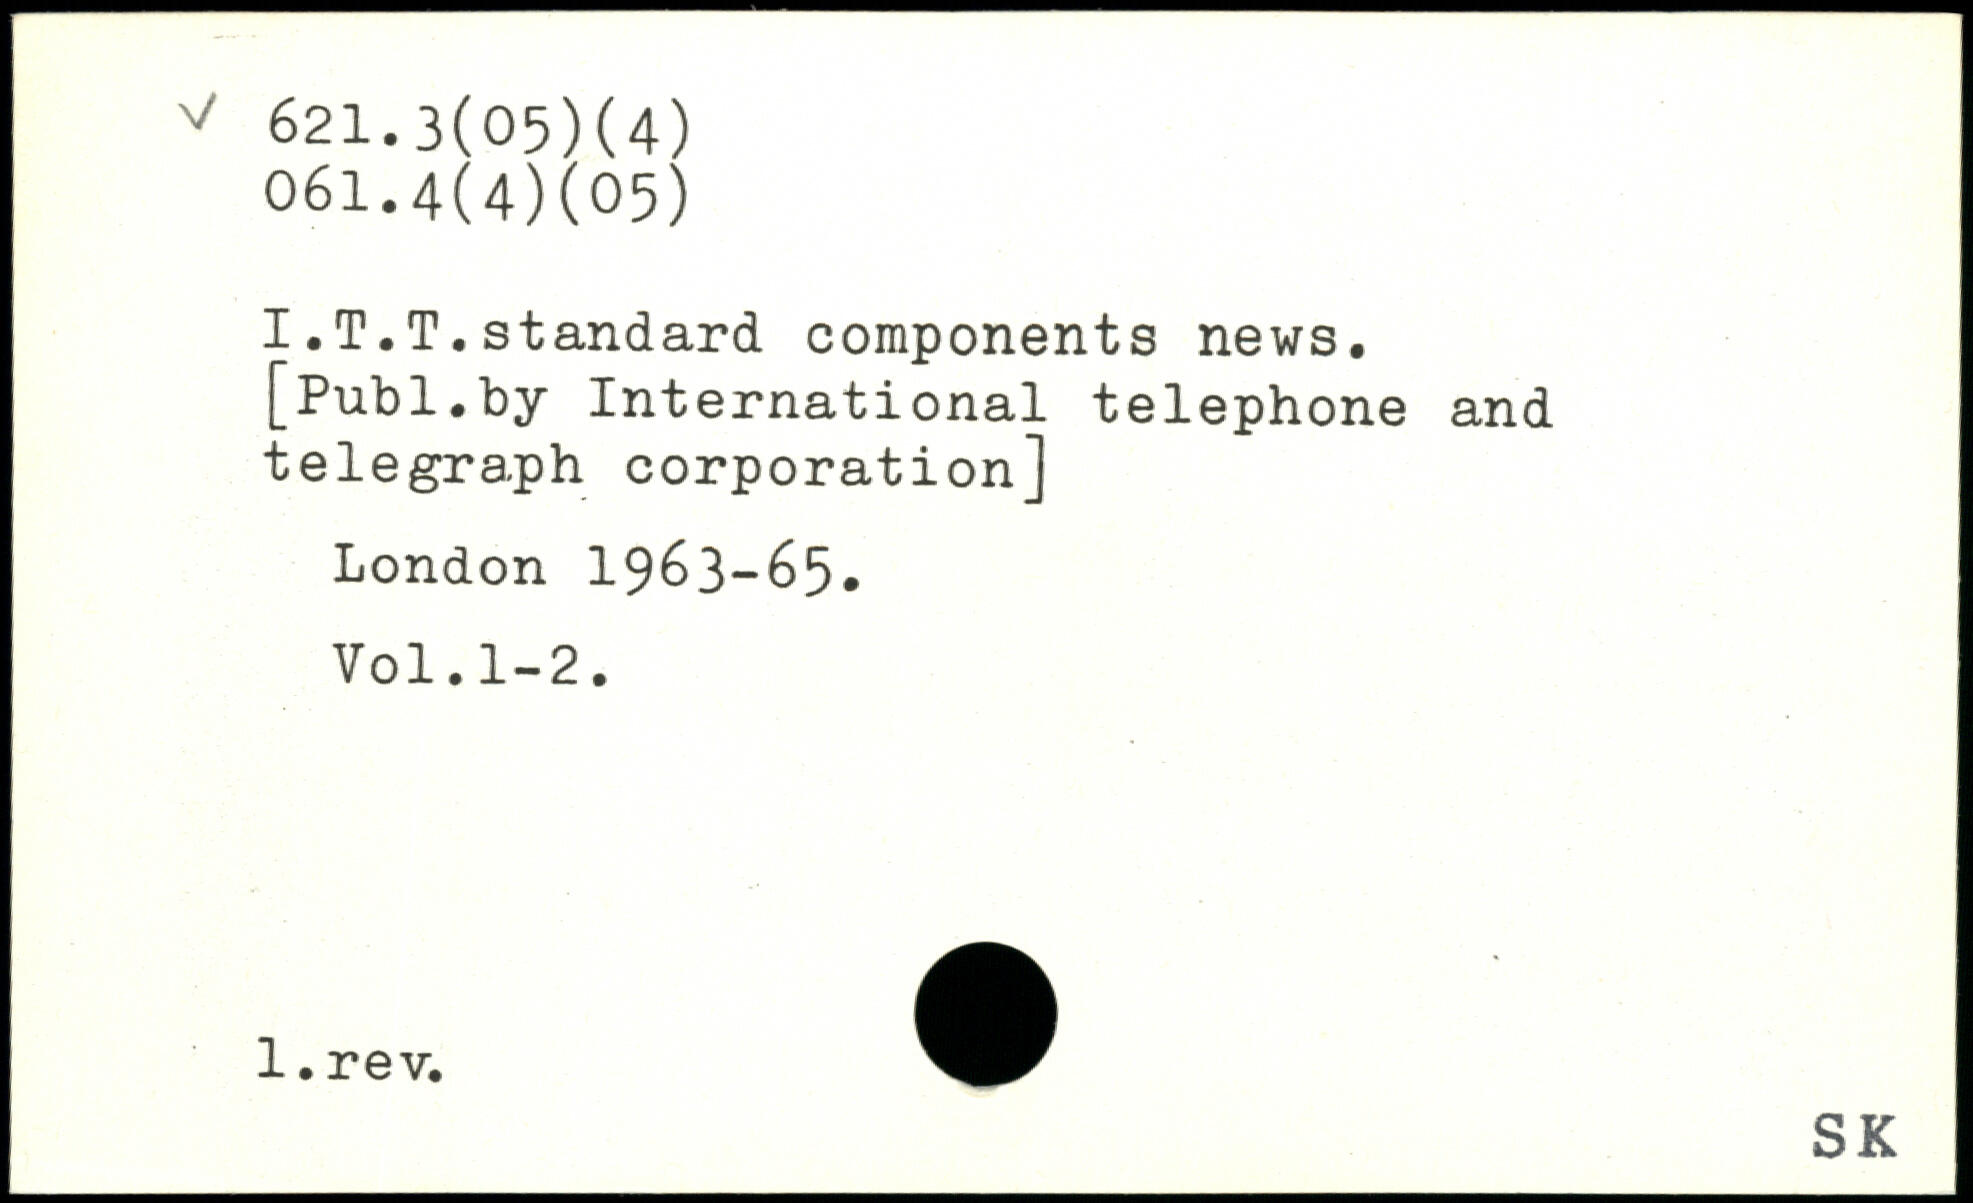 ✓ 621.3(05)(4)
061.4(4)(05)
I.T.T.standard components news.
[Publ.by International telephone and
telegraph corporation]
London 1963-65.
Vol.1-2.
1.rev.
SK